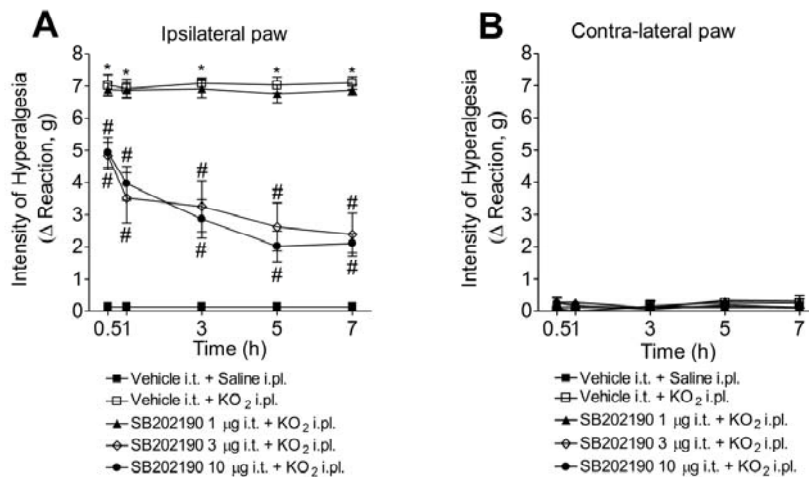 A
Ipsilateral paw
Intensity of Hyperalgesia
(Δ Reaction, g)
8
7
6
5
4
3
2
1
0
* * * * *
# # # # #
# # # # #
0.51 3 5 7
Time (h)
Vehicle i.t. + Saline i.pl.
Vehicle i.t. + KO2 i.pl.
SB202190 1 μg i.t. + KO2 i.pl.
SB202190 3 μg i.t. + KO2 i.pl.
SB202190 10 μg i.t. + KO2 i.pl.
B
Contra-lateral paw
Intensity of Hyperalgesia
(Δ Reaction, g)
8
7
6
5
4
3
2
1
0
0.51 3 5 7
Time (h)
Vehicle i.t. + Saline i.pl.
Vehicle i.t. + KO2 i.pl.
SB202190 1 μg i.t. + KO2 i.pl.
SB202190 3 μg i.t. + KO2 i.pl.
SB202190 10 μg i.t. + KO2 i.pl.